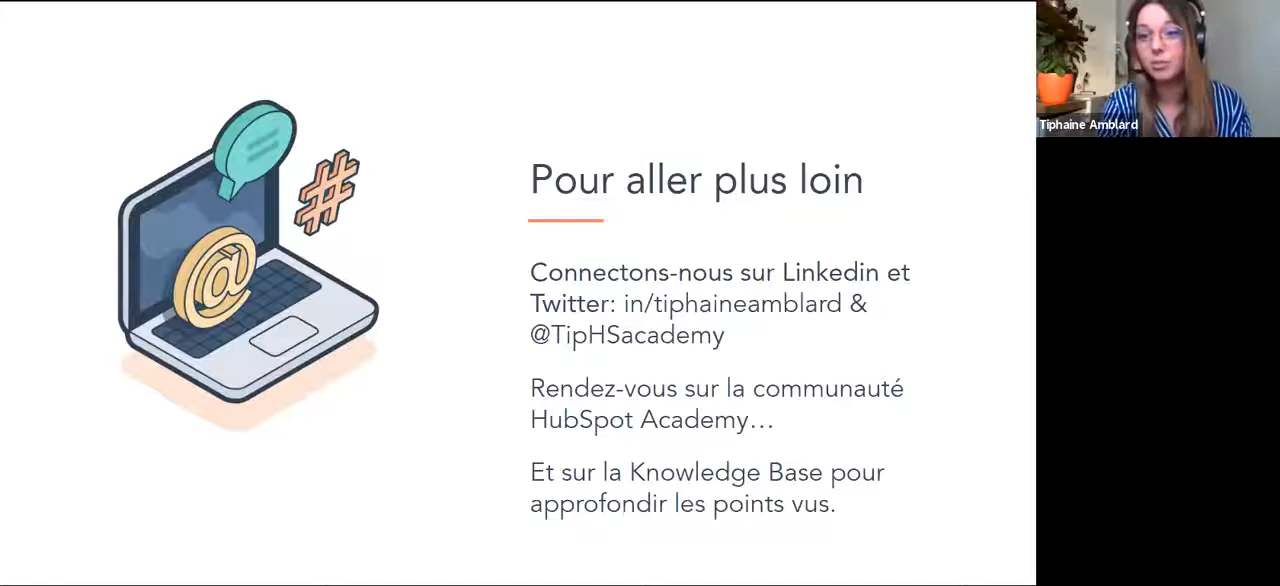 Pour aller plus loin
Connectons-nous sur Linkedin et
Twitter: in/tiphaineamblard &
@TipHSacademy
Rendez-vous sur la communauté
HubSpot Academy…
Et sur la Knowledge Base pour
approfondir les points vus.
Tiphaine Amblard